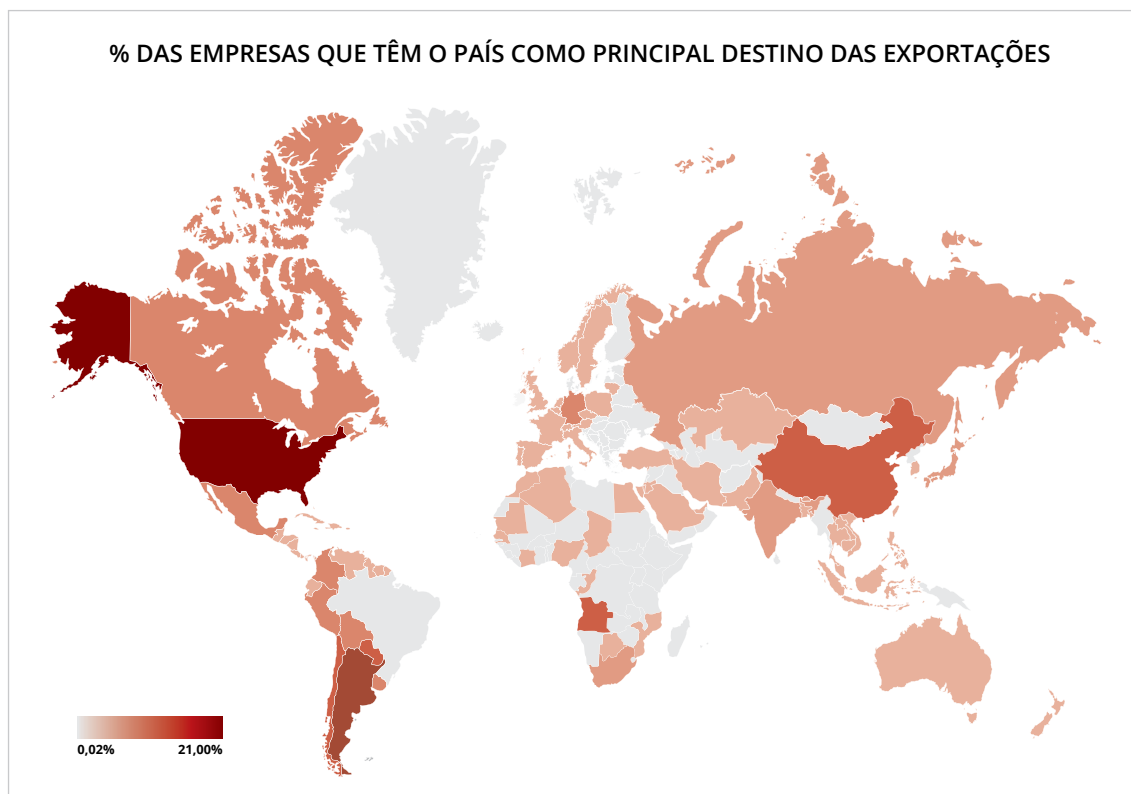 % DAS EMPRESAS QUE TÊM O PAÍS COMO PRINCIPAL DESTINO DAS EXPORTAÇÕES
0,02% 21,00%